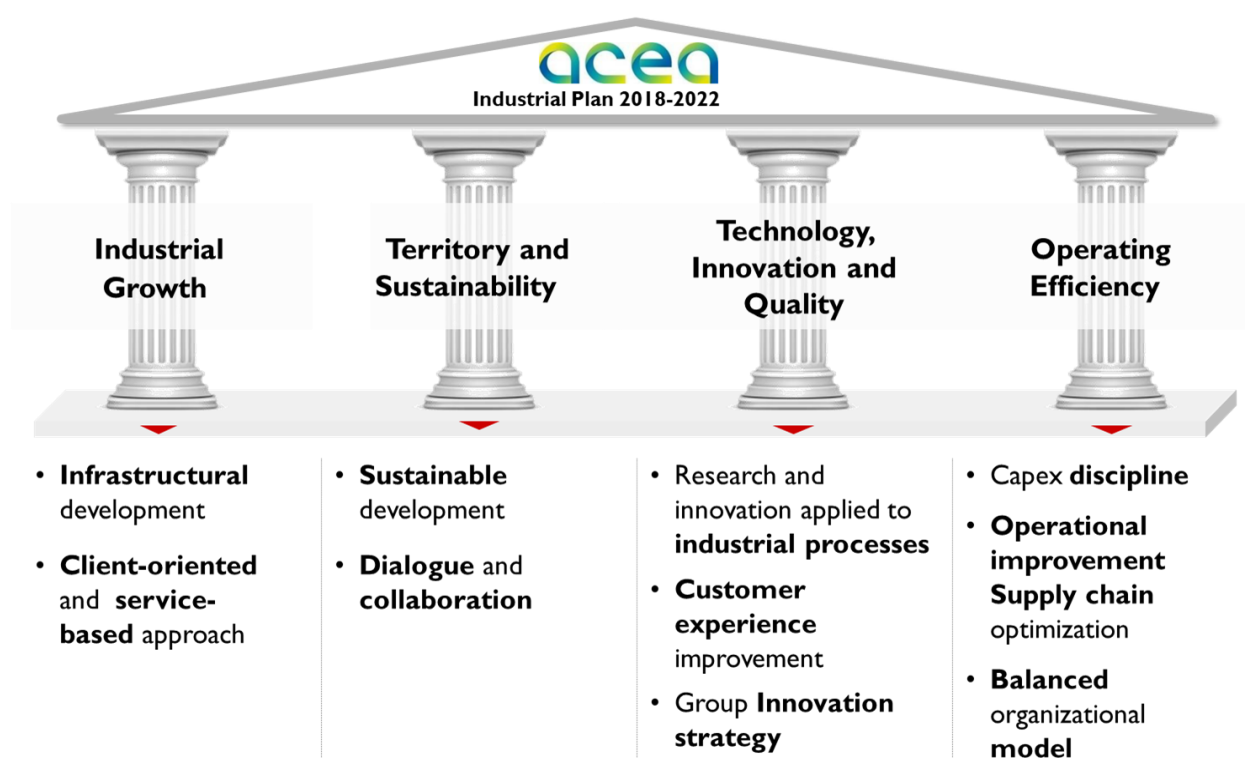 acea
Industrial Plan 2018-2022
Industrial
Growth
Territory and
Sustainability
Technology,
Innovation and
Quality
Operating
Efficiency
• Infrastructural
development
• Client-oriented
and service-
based approach
• Sustainable
development
• Dialogue and
collaboration
• Research and
innovation applied to
industrial processes
• Customer
experience
improvement
• Group Innovation
strategy
• Capex discipline
• Operational
improvement
Supply chain
optimization
• Balanced
organizational
model